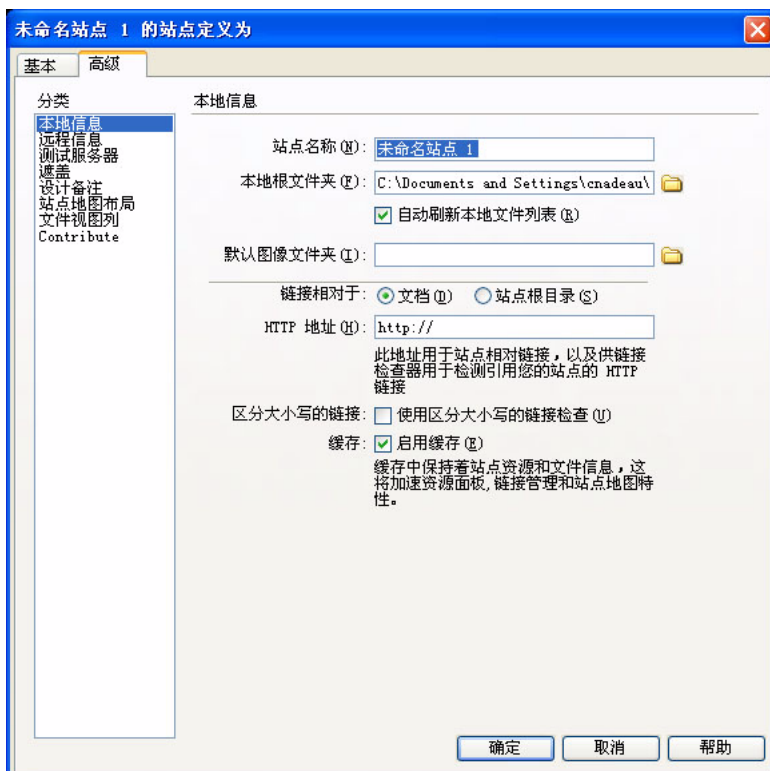 未命名站点 1 的站点定义为
基本
高级
分类
本地信息
远程信息
测试服务器
遮盖
设计备注
站点地图布局
文件视图列
Contribute
本地信息
站点名称(N): 未命名站点 1
本地根文件夹(F): C:\Documents and Settings\cnadeau\
自动刷新本地文件列表(R)
默认图像文件夹(I):
链接相对于: 文档(D) 站点根目录(S)
HTTP 地址(H): http://
此地址用于站点相对链接，以及供链接
检查器用于检测引用您的站点的 HTTP
链接
区分大小写的链接: 使用区分大小写的链接检查(U)
缓存: 启用缓存(E)
缓存中保持着站点资源和文件信息，这
将加速资源面板,链接管理和站点地图特
性。
确定 取消 帮助